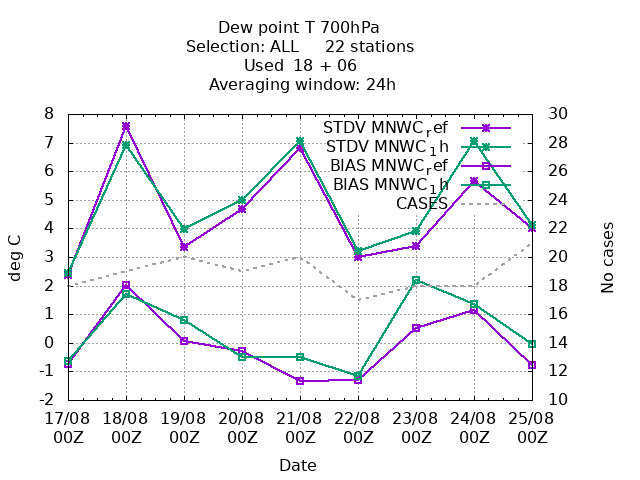 Dew point T 700hPa
Selection: ALL     22 stations
Used  18 + 06
Averaging window: 24h
8 30
STDV MNWC_ref
7 28
STDV MNWC_1h
6 BIAS MNWC_ref 26
5 BIAS MNWC_1h 24
CASES
4 22
3 20
2 18
1 16
0 14
-1 12
-2 10
deg C
No cases
17/08 18/08 19/08 20/08 21/08 22/08 23/08 24/08 25/08
00Z 00Z 00Z 00Z 00Z 00Z 00Z 00Z 00Z
Date